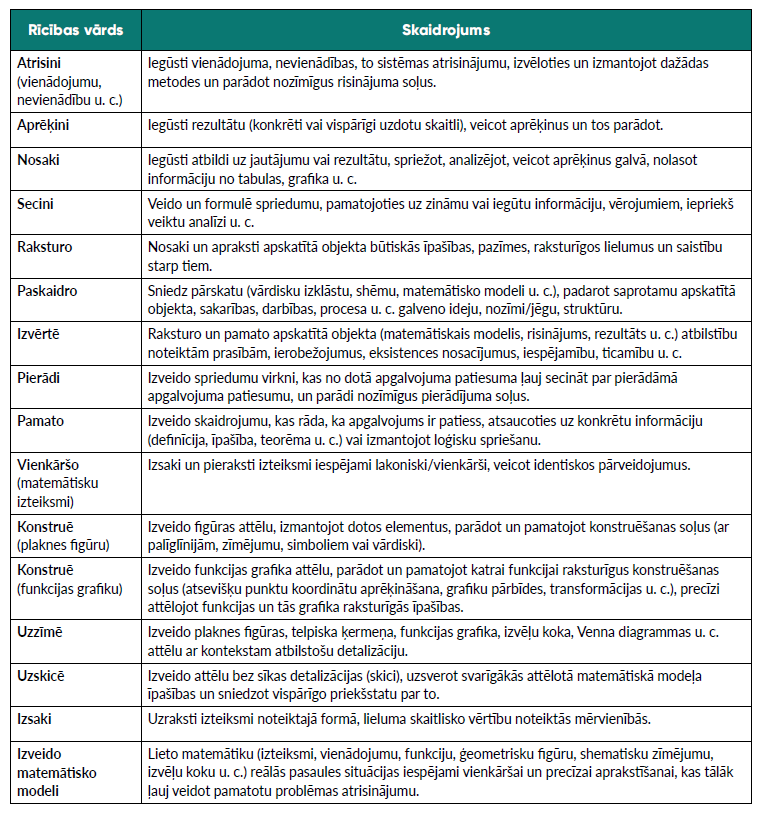 Rīcības vārds
Skaidrojums
Atrisini
(vienādojumu,
nevienādību u. c.)
Iegūsti vienādojuma, nevienādības, to sistēmas atrisinājumu, izvēloties un izmantojot dažādas
metodes un parādot nozīmīgus risinājuma soļus.
Aprēķini
Iegūsti rezultātu (konkrēti vai vispārīgi uzdotu skaitli), veicot aprēķinus un tos parādot.
Nosaki
Iegūsti atbildi uz jautājumu vai rezultātu, spriežot, analizējot, veicot aprēķinus galvā, nolasot
informāciju no tabulas, grafika u. c.
Secini
Veido un formulē spriedumu, pamatojoties uz zināmu vai iegūtu informāciju, vērojumiem, iepriekš
veiktu analīzi u. c.
Raksturo
Nosaki un apraksti apskatītā objekta būtiskās īpašības, pazīmes, raksturīgos lielumus un saistību
starp tiem.
Paskaidro
Sniedz pārskatu (vārdisku izklāstu, shēmu, matemātisko modeli u. c.), padarot saprotamu apskatītā
objekta, sakarības, darbības, procesa u. c. galveno ideju, nozīmi/jēgu, struktūru.
Izvērtē
Raksturo un pamato apskatītā objekta (matemātiskais modelis, risinājums, rezultāts u. c.) atbilstību
noteiktām prasībām, ierobežojumus, eksistences nosacījumus, iespējamību, ticamību u. c.
Pierādi
Izveido spriedumu virkni, kas no dotā apgalvojuma patiesuma ļauj secināt par pierādāmā
apgalvojuma patiesumu, un parādi nozīmīgus pierādījuma soļus.
Pamato
Izveido skaidrojumu, kas rāda, ka apgalvojums ir patiess, atsaucoties uz konkrētu informāciju
(definīcija, īpašība, teorēma u. c.) vai izmantojot loģisku spriešanu.
Vienkāršo
(matemātisku
izteiksmi)
Izsaki un pieraksti izteiksmi iespējami lakoniski/vienkārši, veicot identiskos pārveidojumus.
Konstruē
(plaknes figūru)
Izveido figūras attēlu, izmantojot dotos elementus, parādot un pamatojot konstruēšanas soļus (ar
palīglīnijām, zīmējumu, simboliem vai vārdiski).
Konstruē
(funkcijas grafiku)
Izveido funkcijas grafika attēlu, parādot un pamatojot katrai funkcijai raksturīgus konstruēšanas
soļus (atsevišķu punktu koordinātu aprēķināšana, grafiku pārbīdes, transformācijas u. c.), precīzi
attēlojot funkcijas un tās grafika raksturīgās īpašības.
Uzzīmē
Izveido plaknes figūras, telpiska ķermeņa, funkcijas grafika, izvēļu koka, Venna diagrammas u. c.
attēlu ar kontekstam atbilstošu detalizāciju.
Uzskicē
Izveido attēlu bez sīkas detalizācijas (skici), uzsverot svarīgākās attēlotā matemātiskā modeļa
īpašības un sniedzot vispārīgo priekšstatu par to.
Izsaki
Uzraksti izteiksmi noteiktajā formā, lieluma skaitlisko vērtību noteiktās mērvienībās.
Izveido
matemātisko
modeli
Lieto matemātiku (izteiksmi, vienādojumu, funkciju, ģeometrisku figūru, shematisku zīmējumu,
izvēļu koku u. c.) reālās pasaules situācijas iespējami vienkāršai un precīzai aprakstīšanai, kas tālāk
ļauj veidot pamatotu problēmas atrisinājumu.